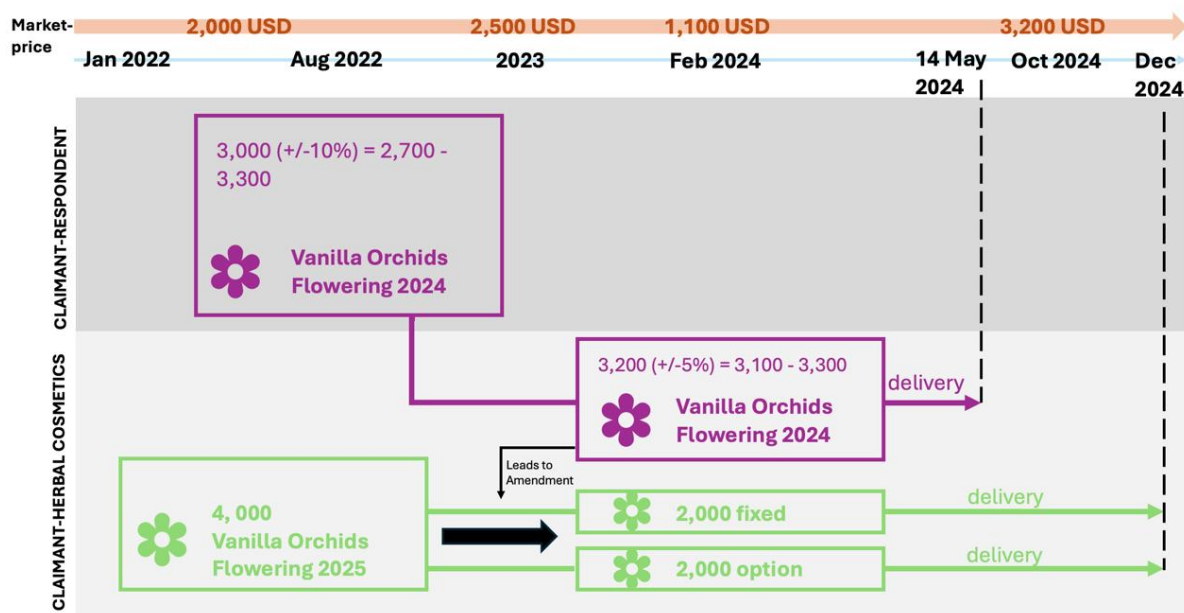 Market-
price
2,000 USD
2,500 USD
1,100 USD
3,200 USD
Jan 2022
Aug 2022
2023
Feb 2024
14 May
2024
Oct 2024
Dec
2024
CLAIMANT-RESPONDENT
3,000 (+/-10%) = 2,700 -
3,300
Vanilla Orchids
Flowering 2024
CLAIMANT-HERBAL COSMETICS
3,200 (+/-5%) = 3,100 - 3,300
Vanilla Orchids
Flowering 2024
delivery
Leads to
Amendment
4, 000
Vanilla Orchids
Flowering 2025
2,000 fixed
delivery
2,000 option
delivery